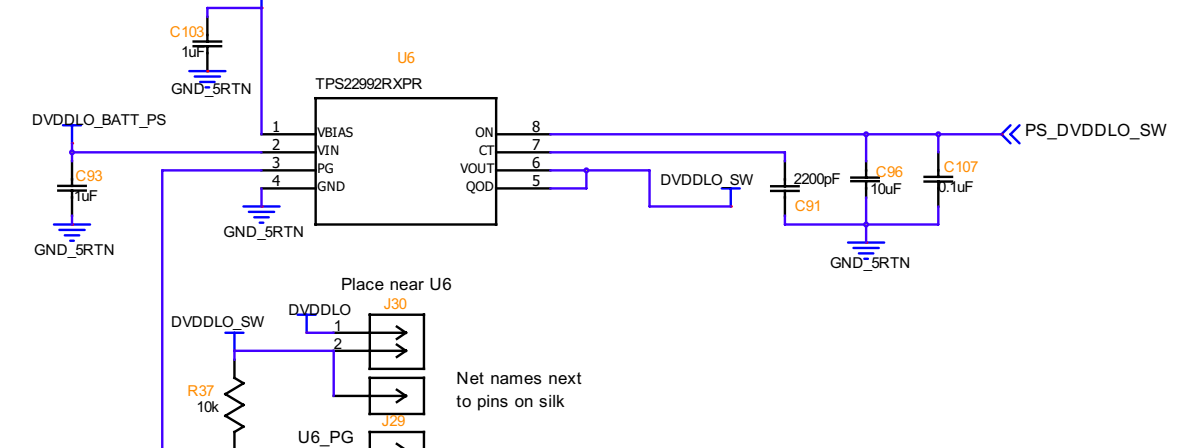 C103
1uF
GND_5RTN
U6
TPS22992RXPR
DVDDLO_BATT_PS
1 VBIAS ON 8
2 VIN CT 7
3 PG VOUT 6
4 GND QOD 5
PS_DVDDLO_SW
C93
1uF
GND_5RTN
GND_5RTN
DVDDLO_SW
2200pF
C91
C96
10uF
C107
0.1uF
GND_5RTN
Place near U6
J30
DVDDLO
1
2
DVDDLO_SW
R37
10k
Net names next
to pins on silk
J29
U6_PG